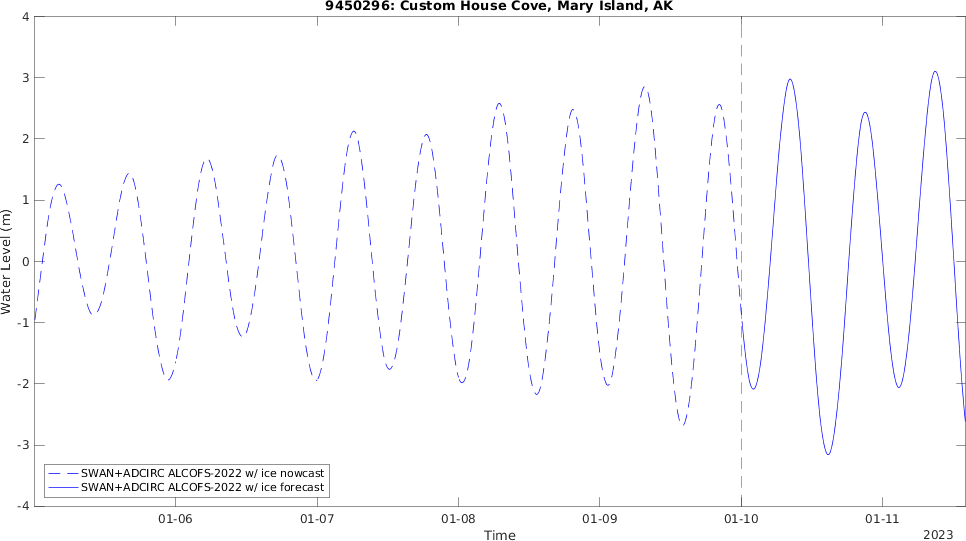 9450296: Custom House Cove, Mary Island, AK
4
3
2
1
0
-1
-2
-3
-4
Water Level (m)
SWAN+ADCIRC ALCOFS-2022 w/ ice nowcast
SWAN+ADCIRC ALCOFS-2022 w/ ice forecast
01-06 01-07 01-08 01-09 01-10 01-11
Time
2023